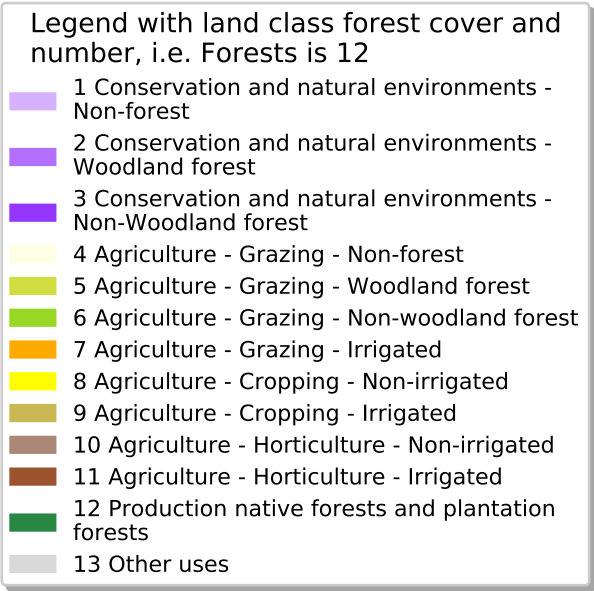 Legend with land class forest cover and
number, i.e. Forests is 12
1 Conservation and natural environments -
Non-forest
2 Conservation and natural environments -
Woodland forest
3 Conservation and natural environments -
Non-Woodland forest
4 Agriculture - Grazing - Non-forest
5 Agriculture - Grazing - Woodland forest
6 Agriculture - Grazing - Non-woodland forest
7 Agriculture - Grazing - Irrigated
8 Agriculture - Cropping - Non-irrigated
9 Agriculture - Cropping - Irrigated
10 Agriculture - Horticulture - Non-irrigated
11 Agriculture - Horticulture - Irrigated
12 Production native forests and plantation
forests
13 Other uses